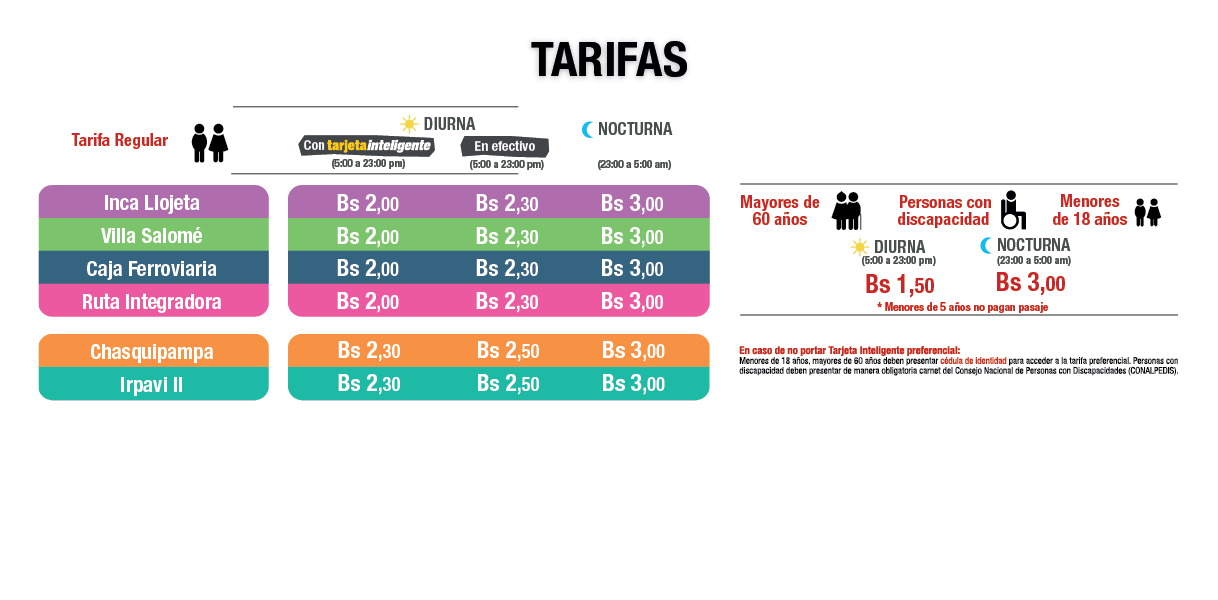 TARIFAS
Tarifa Regular
DIURNA
Con tarjetainteligente
(5:00 a 23:00 pm)
En efectivo
(5:00 a 23:00 pm)
NOCTURNA
(23:00 a 5:00 am)
Inca Llojeta Bs 2,00 Bs 2,30 Bs 3,00
Villa Salomé Bs 2,00 Bs 2,30 Bs 3,00
Caja Ferroviaria Bs 2,00 Bs 2,30 Bs 3,00
Ruta Integradora Bs 2,00 Bs 2,30 Bs 3,00
Chasquipampa Bs 2,30 Bs 2,50 Bs 3,00
Irpavi II Bs 2,30 Bs 2,50 Bs 3,00
Mayores de
60 años
Personas con
discapacidad
Menores
de 18 años
DIURNA
(5:00 a 23:00 pm)
Bs 1,50
NOCTURNA
(23:00 a 5:00 am)
Bs 3,00
* Menores de 5 años no pagan pasaje
En caso de no portar Tarjeta Inteligente preferencial:
Menores de 18 años, mayores de 60 años deben presentar cédula de identidad para acceder a la tarifa preferencial. Personas con
discapacidad deben presentar de manera obligatoria carnet del Consejo Nacional de Personas con Discapacidades (CONALPEDIS).